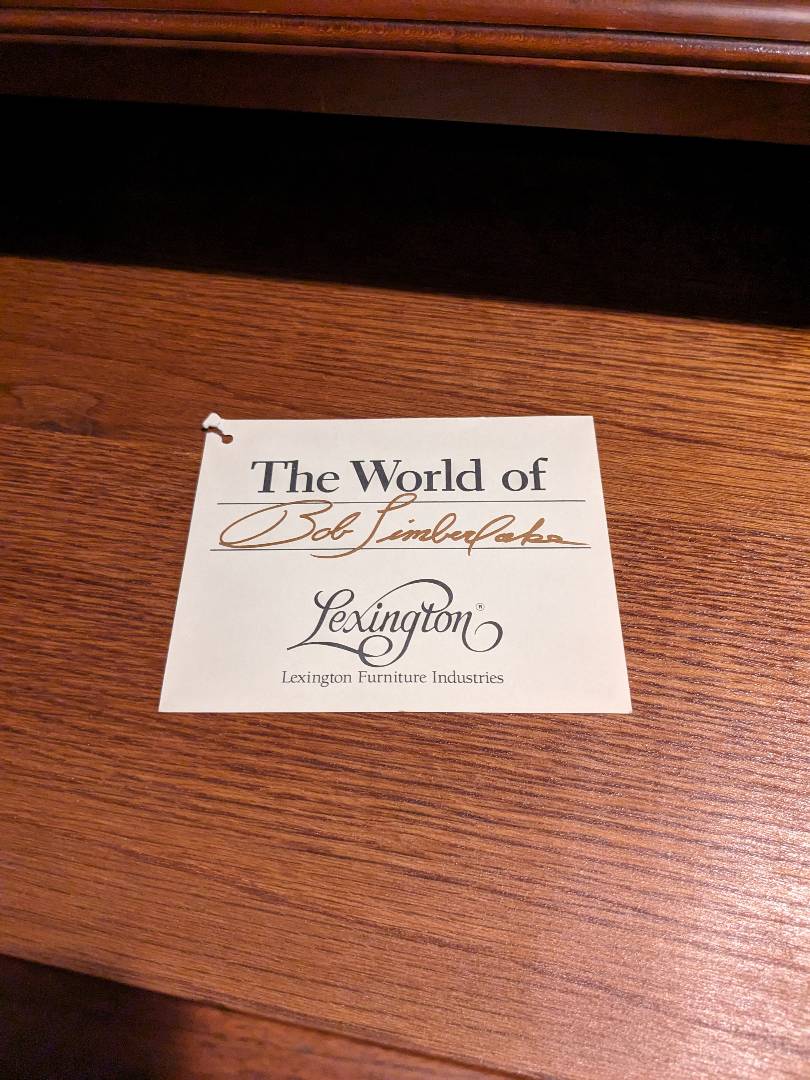 The World of
Bob Timberlake
Lexington®
Lexington Furniture Industries